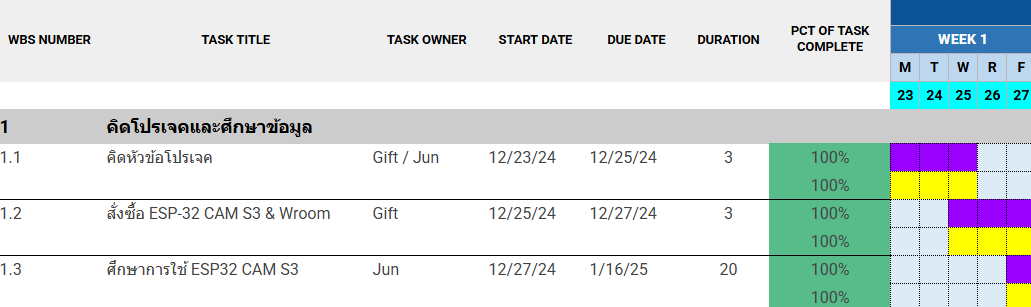 WBS NUMBER TASK TITLE TASK OWNER START DATE DUE DATE DURATION PCT OF TASK COMPLETE WEEK 1
M T W R F
23 24 25 26 27
1 คิดโปรเจคและศึกษาข้อมูล
1.1 คิดหัวข้อโปรเจค Gift / Jun 12/23/24 12/25/24 3 100%
100%
1.2 สั่งซื้อ ESP-32 CAM S3 & Wroom Gift 12/25/24 12/27/24 3 100%
100%
1.3 ศึกษาการใช้ ESP32 CAM S3 Jun 12/27/24 1/16/25 20 100%
100%